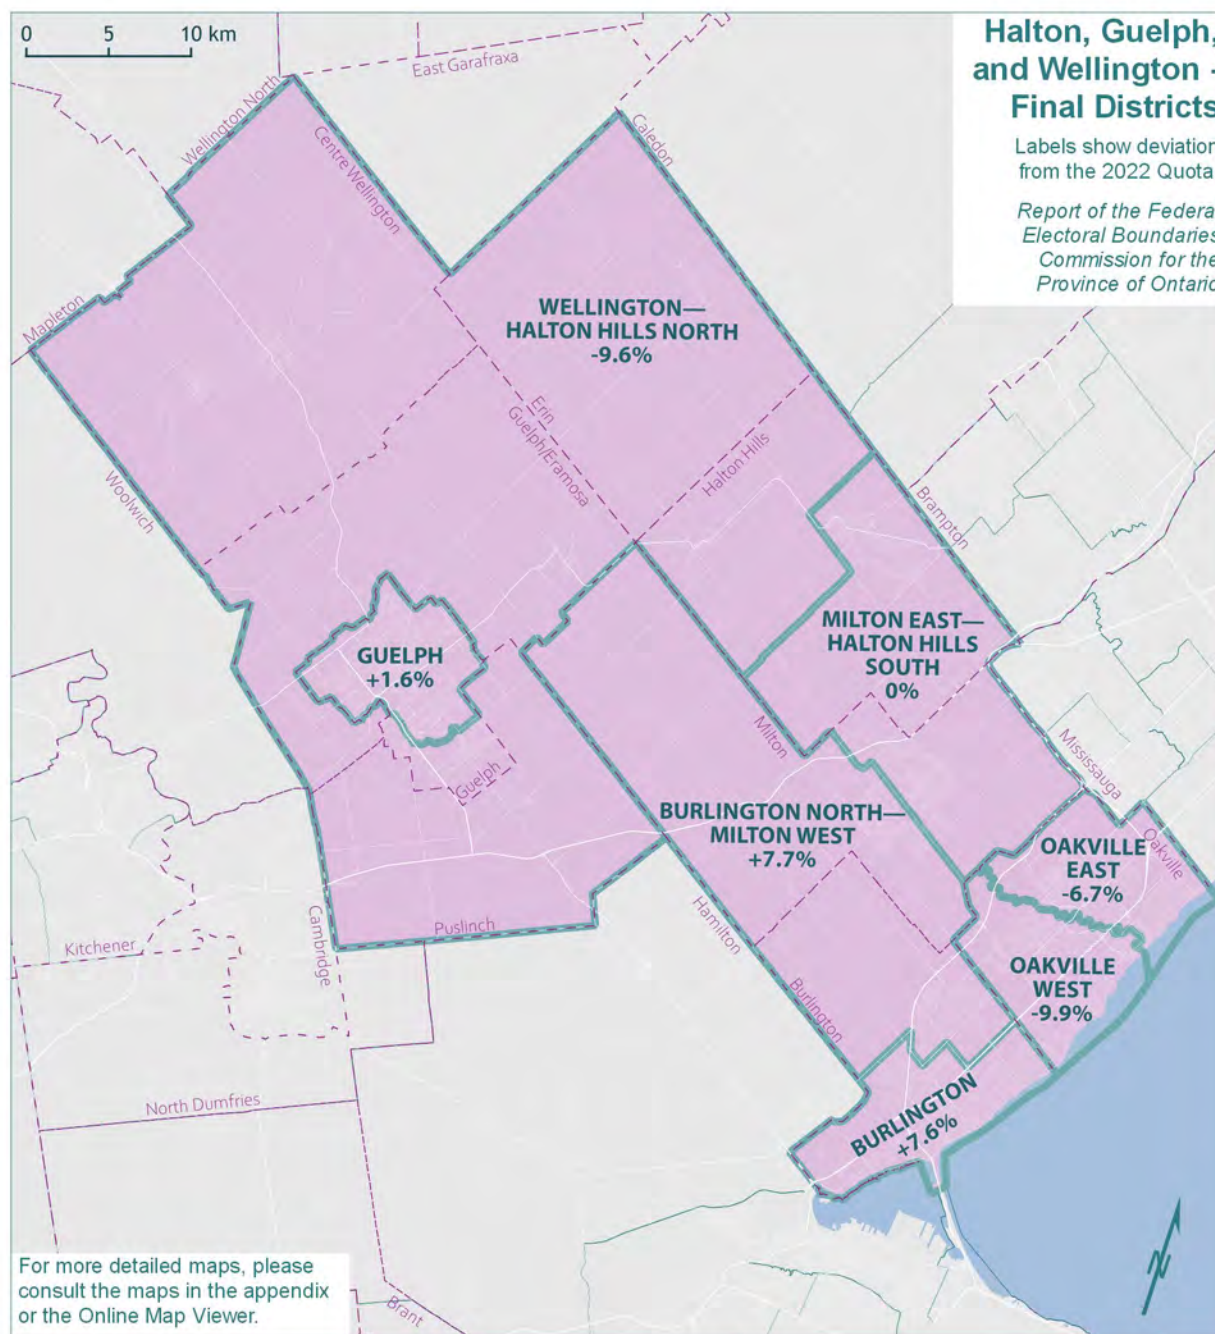 0 5 10 km
Halton, Guelph,
and Wellington -
Final Districts
Labels show deviation
from the 2022 Quota
Report of the Federa
Electoral Boundaries
Commission for the
Province of Ontario
East Garafraxa
Wellington North
Centre Wellington
Caledon
Mapleton
WELLINGTON—
HALTON HILLS NORTH
-9.6%
Erin
Guelph/Eramosa
Halton Hills
Woolwich
Brampton
GUELPH
+1.6%
MILTON EAST—
HALTON HILLS
SOUTH
0%
Milton
Mississauga
Guelph
BURLINGTON NORTH—
MILTON WEST
+7.7%
OAKVILLE
EAST
-6.7%
Oakville
Hamilton
Puslinch
Cambridge
Kitchener
OAKVILLE
WEST
-9.9%
Burlington
North Dumfries
BURLINGTON
+7.6%
N
For more detailed maps, please
consult the maps in the appendix
or the Online Map Viewer.
Brant